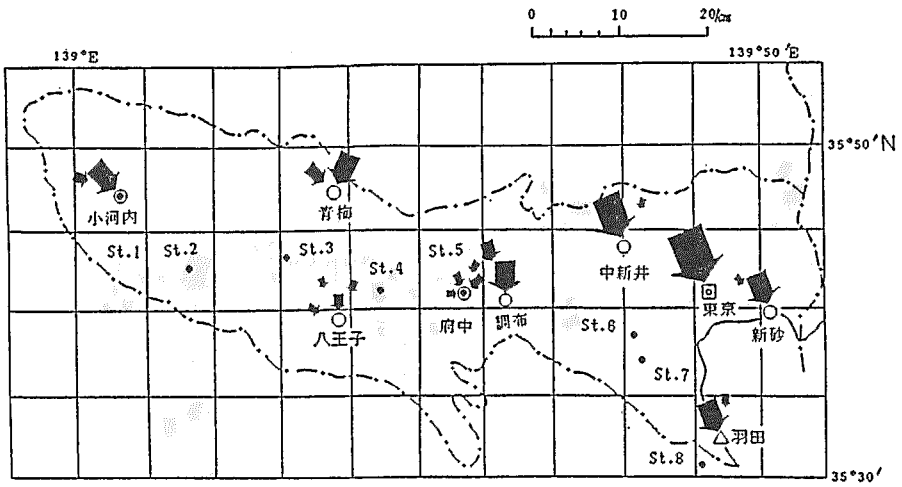 0 10 20km
139°E
139°50'E
35°50'N
小河内
青梅
St.1 St.2 St.3 St.4 St.5
中新井
東京
八王子
府中
調布
St.6
新砂
St.7
羽田
St.8
35°30'